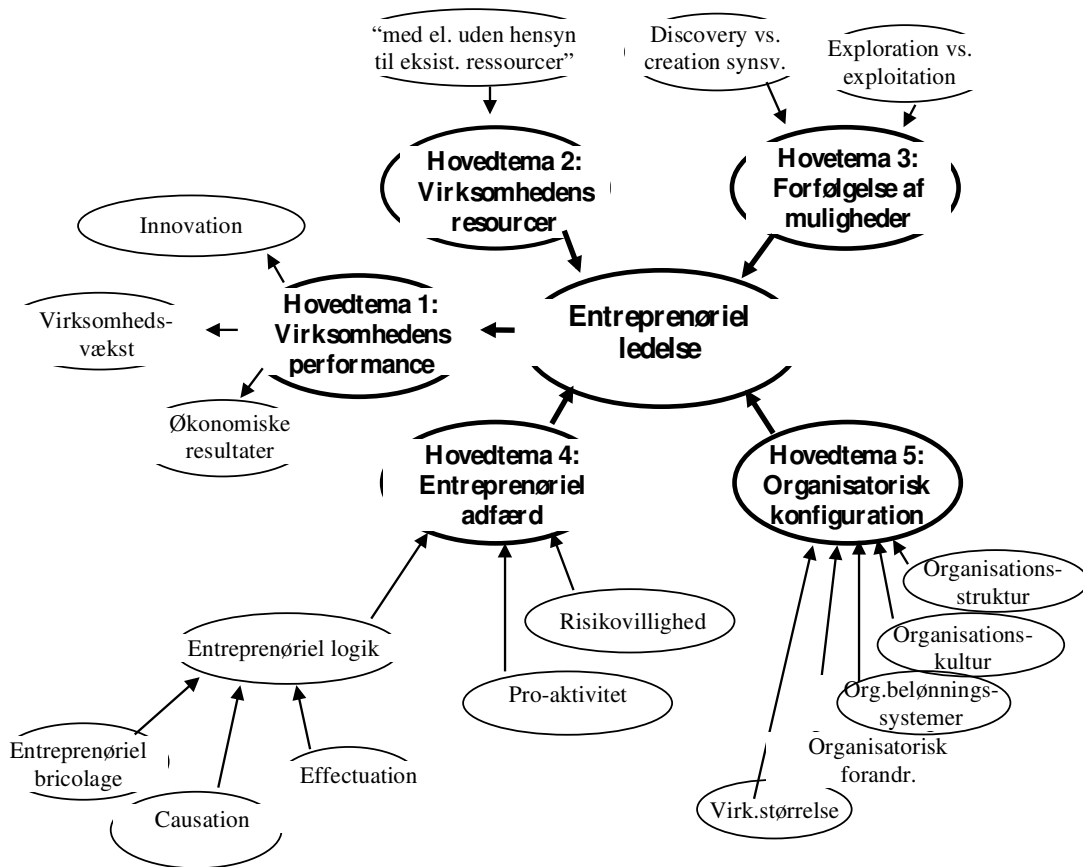 “med el. uden hensyn
til eksist. ressourcer”
Discovery vs.
creation synsv.
Exploration vs.
exploitation
Hovedtema 2:
Virksomhedens
resourcer
Hovetema 3:
Forfølgelse af
muligheder
Innovation
Virksomheds-
vækst
Økonomiske
resultater
Hovedtema 1:
Virksomhedens
performance
Entreprenøriel
ledelse
Hovedtema 4:
Entreprenøriel
adfærd
Hovedtema 5:
Organisatorisk
konfiguration
Organisations-
struktur
Organisations-
kultur
Org.belønnings-
systemer
Organisatorisk
forandr.
Virk.størrelse
Risikovillighed
Pro-aktivitet
Entreprenøriel logik
Entreprenøriel
bricolage
Causation
Effectuation